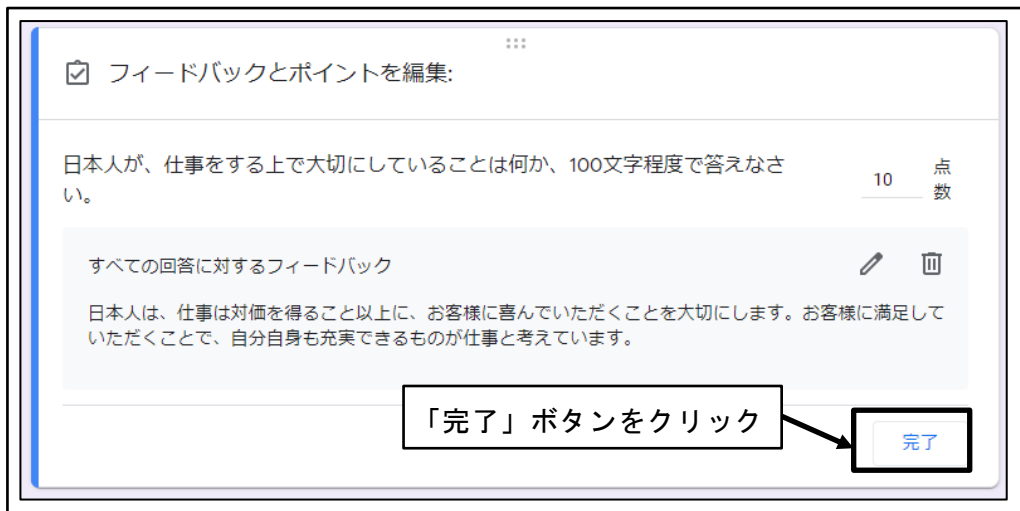 フィードバックとポイントを編集:
日本人が、仕事をする上で大切にしていることは何か、100文字程度で答えなさ
い。
10
点
数
すべての回答に対するフィードバック
日本人は、仕事は対価を得ること以上に、お客様に喜んでいただくことを大切にします。お客様に満足して
いただくことで、自分自身も充実できるものが仕事と考えています。
「完了」ボタンをクリック
完了